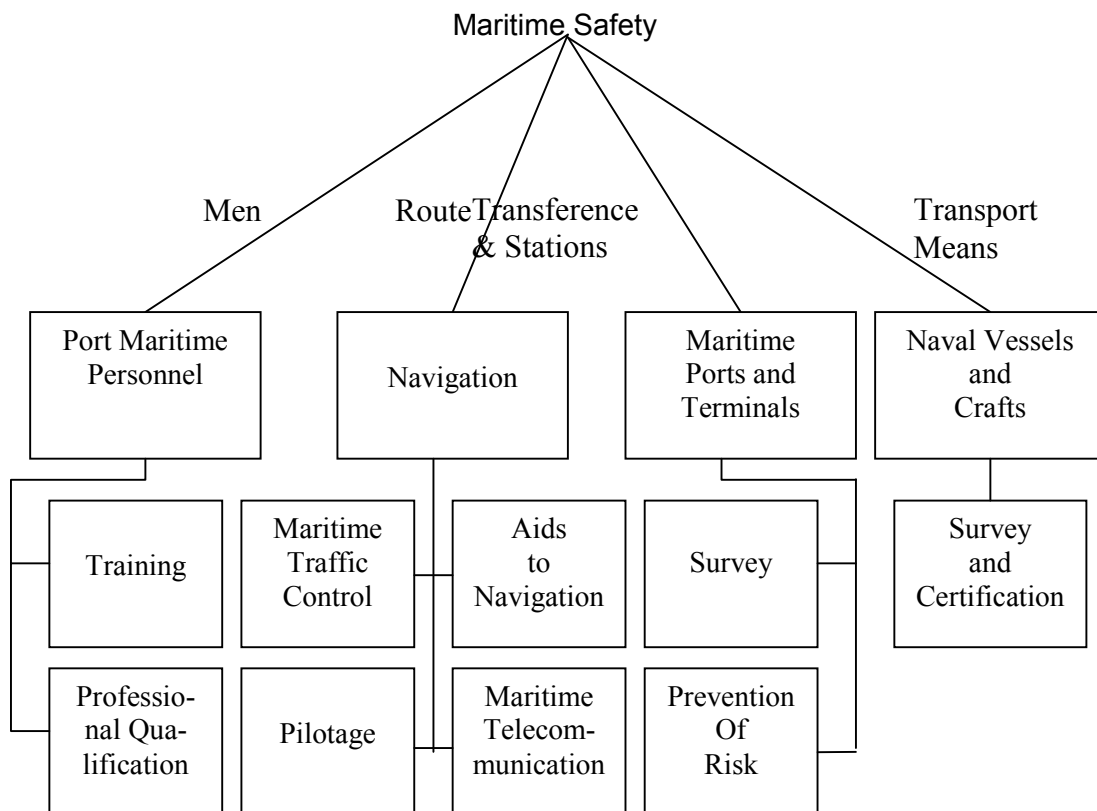 Maritime Safety
Men
Route
Transference
& Stations
Transport
Means
Port Maritime
Personnel
Navigation
Maritime
Ports and
Terminals
Naval Vessels
and
Crafts
Training
Maritime
Traffic
Control
Aids
to
Navigation
Survey
Survey
and
Certification
Professio-
nal Qua-
lification
Pilotage
Maritime
Telecom-
munication
Prevention
Of
Risk